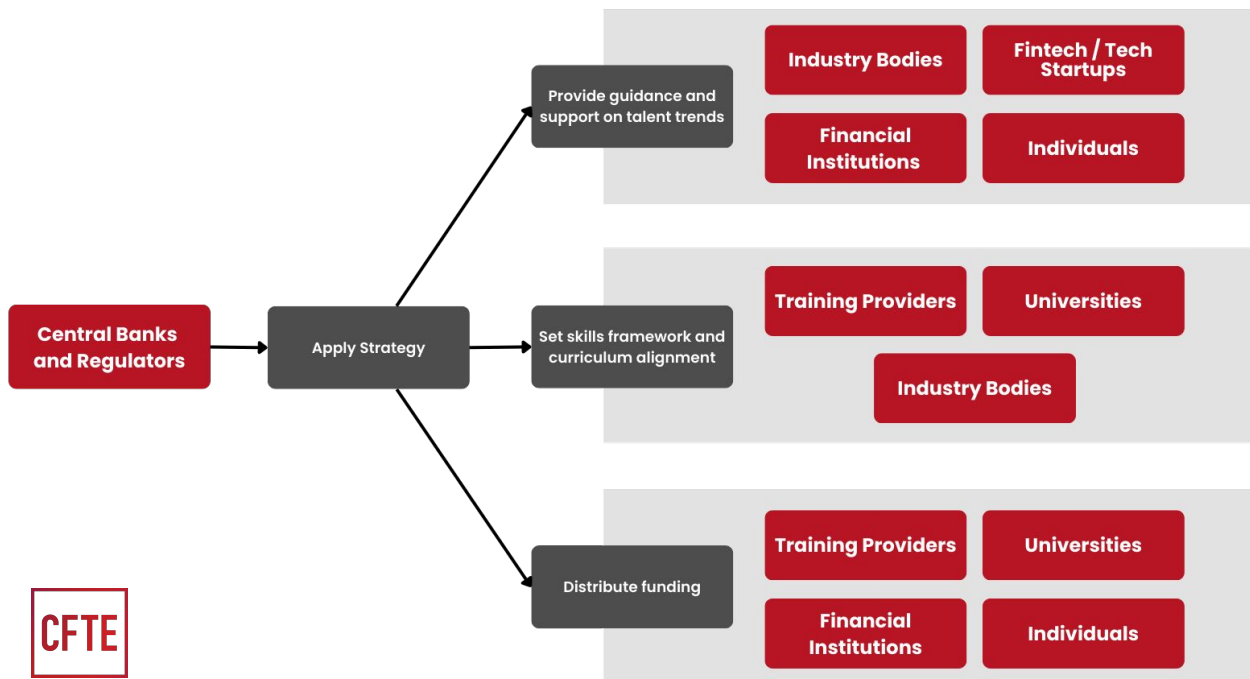 Central Banks
and Regulators
Apply Strategy
Provide guidance and
support on talent trends
Industry Bodies
Fintech / Tech
Startups
Financial
Institutions
Individuals
Set skills framework and
curriculum alignment
Training Providers
Universities
Industry Bodies
Distribute funding
Training Providers
Universities
Financial
Institutions
Individuals
CFTE